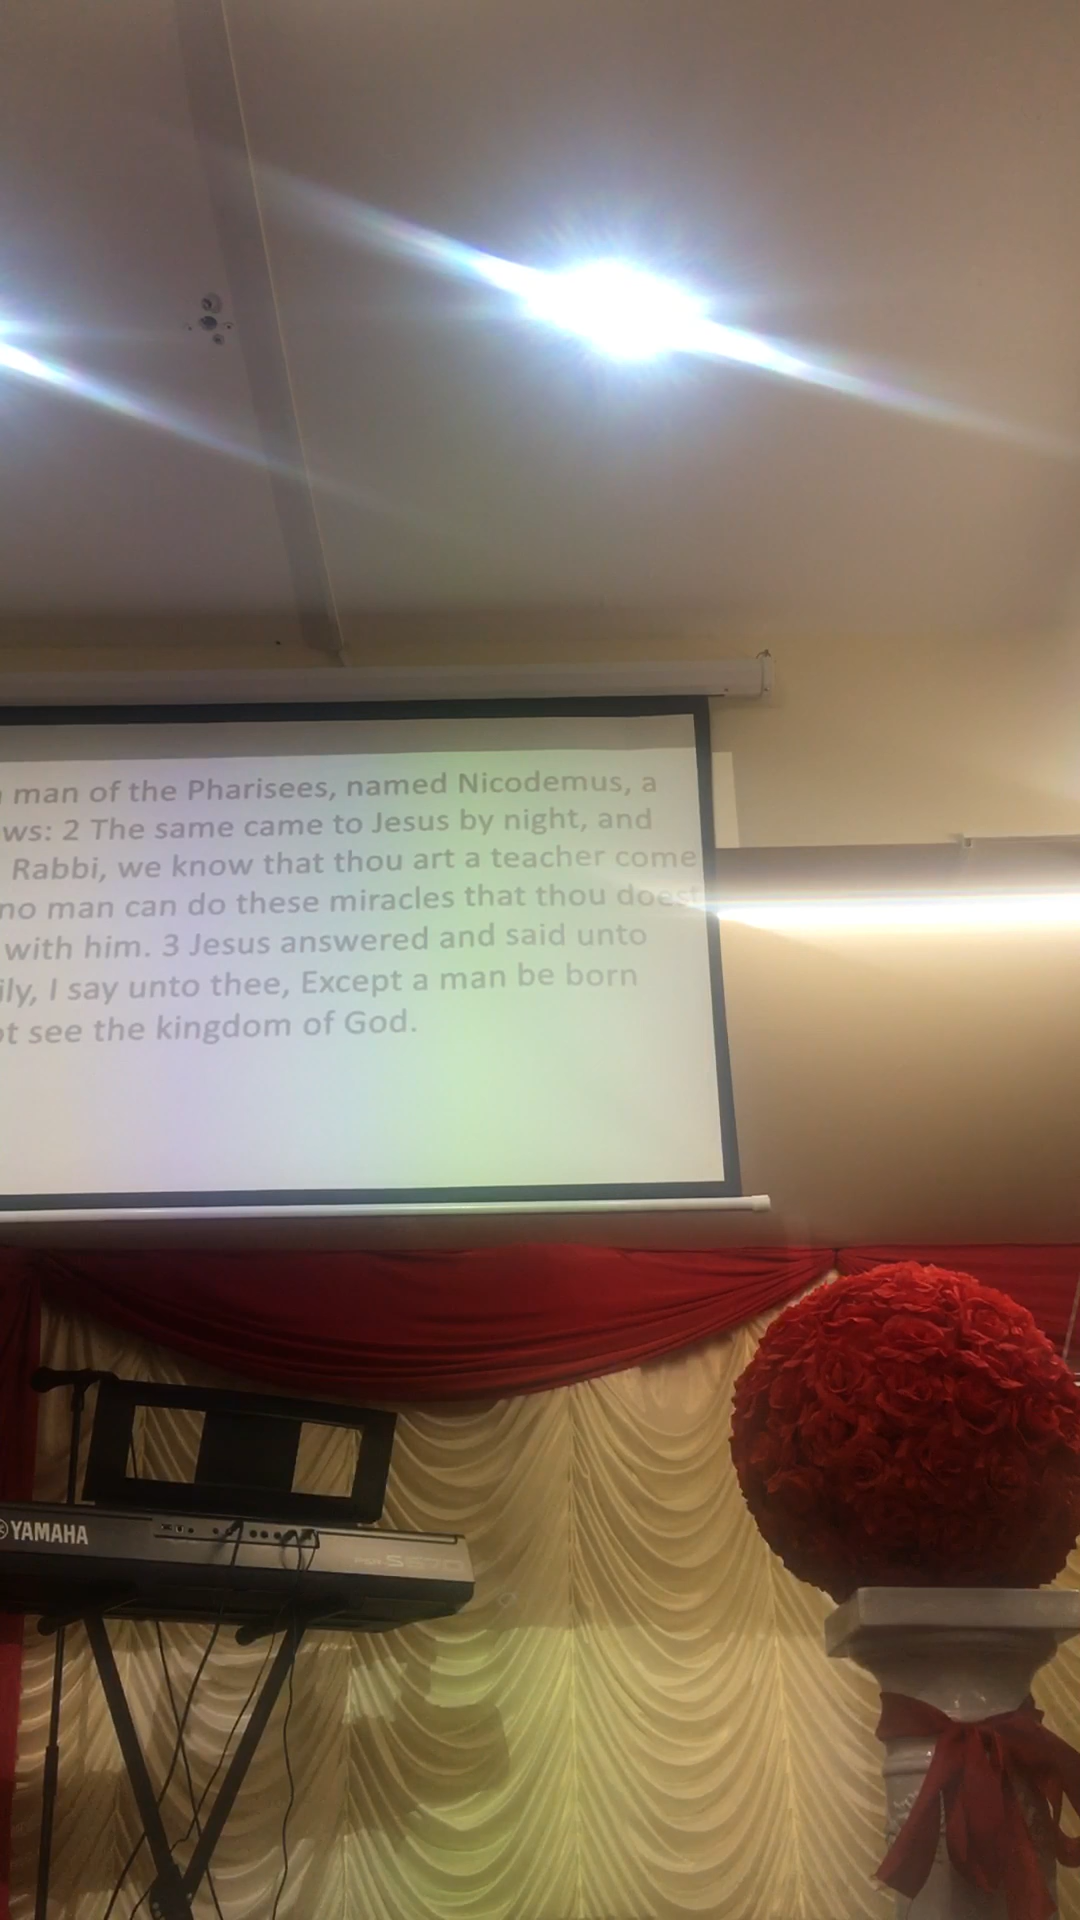 man of the Pharisees, named Nicodemus, a
ws: 2 The same came to Jesus by night, and
Rabbi, we know that thou art a teacher come
no man can do these miracles that thou doest
with him. 3 Jesus answered and said unto
ily, I say unto thee, Except a man be born
ot see the kingdom of God.
YAMAHA